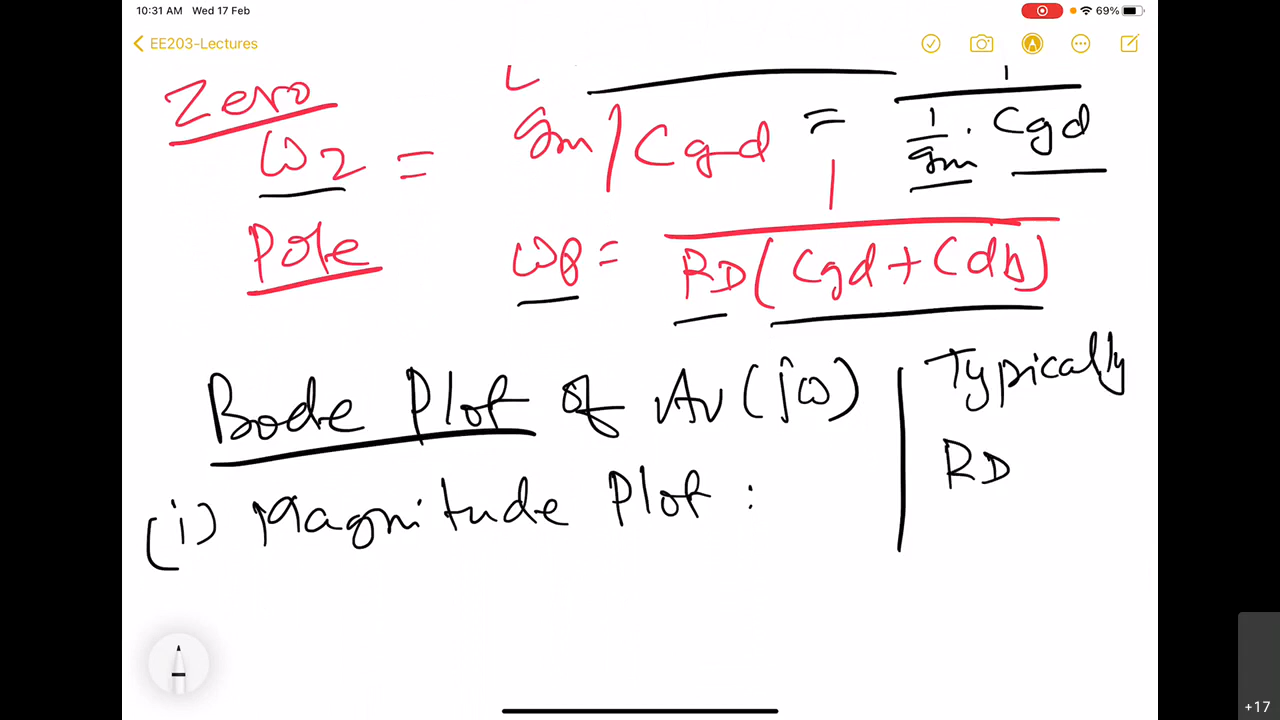 10:31 AM Wed 17 Feb 69%
EE203-Lectures
Zero
ωz = gm/Cgd = 1 / (1/gm · Cgd)
Pole ωp = 1 / RD(Cgd + Cdb)
Bode Plot of Av(jω)
Typically
RD
(i) Magnitude Plot :
+17